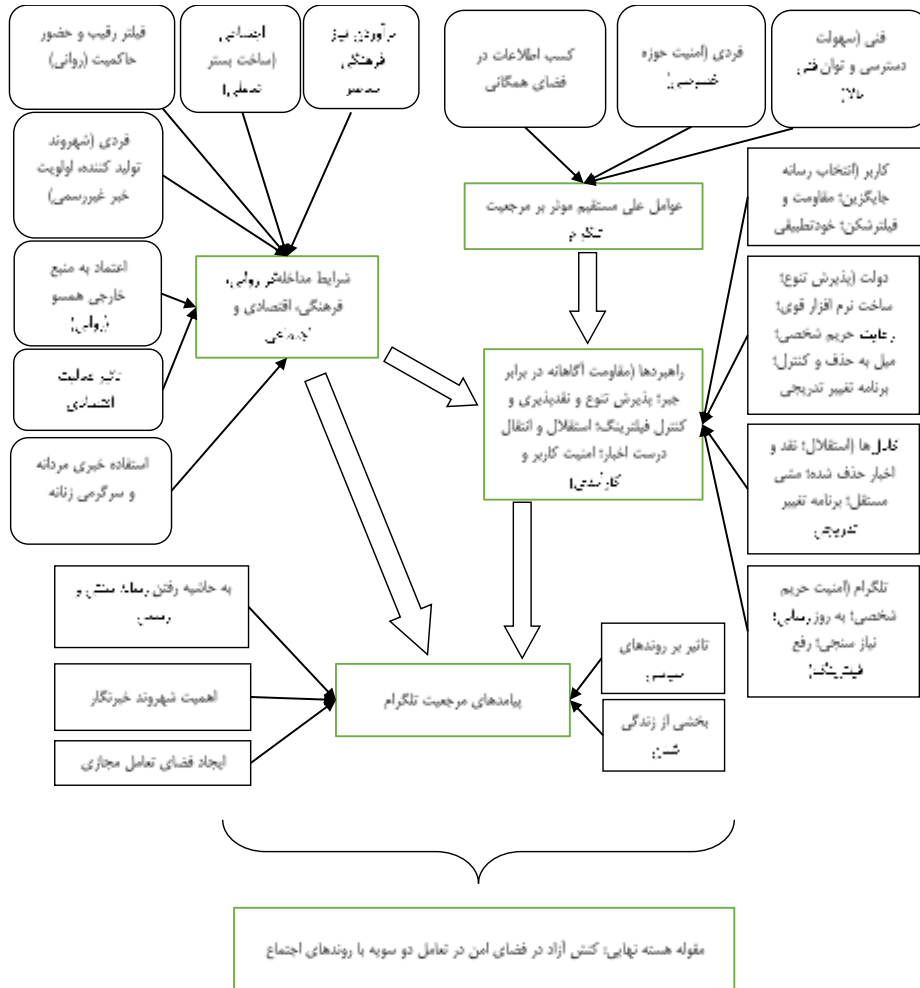 فنی (سهولت
دسترسی و توان فنی
بالا)
فردی (امنیت حوزه
خصوصی)
کسب اطلاعات در
فضای همگانی
برآوردن نیاز
فرهنگی
اجتماعی
(ساخت بستر
تعاملی)
فیلتر رقیب و حضور
حاکمیت (روانی)
فردی (شهروند
تولید کننده، اولویت
خبر غیررسمی)
اعتماد به منبع
خارجی همسو
(روانی)
تاثیر فعالیت
اقتصادی
استفاده خبری مردانه
و سرگرمی زنانه
عوامل علی مستقیم موثر بر مرجعیت
تلگرام
شرایط مداخله‌گر روانی،
فرهنگی، اقتصادی و
اجتماعی
کاربر (انتخاب رسانه
جایگزین؛ مقاومت و
فیلترشکن؛ خودتطبیقی
دولت (پذیرش تنوع؛
ساخت نرم افزار قوی؛
رعایت حریم شخصی؛
میل به حذف و کنترل؛
برنامه تغییر تدریجی
کانال‌ها (استقلال؛ نقد و
اخبار حذف شده؛ مشی
مستقل؛ برنامه تغییر
تدریجی
تلگرام (امنیت حریم
شخصی؛ به روز رسانی؛
نیاز سنجی؛ رفع
فیلترینگ)
راهبردها (مقاومت آگاهانه در برابر
جبر؛ پذیرش تنوع و نقدپذیری و
کنترل فیلترینگ؛ استقلال و انتقال
درست اخبار؛ امنیت کاربر و
کارآمدی)
به حاشیه رفتن رسانه سنتی و
رسمی
اهمیت شهروند خبرنگار
ایجاد فضای تعامل مجازی
تاثیر بر روندهای
سیاسی
بخشی از زندگی
شدن
پیامدهای مرجعیت تلگرام
مقوله هسته نهایی؛ کنش آزاد در فضای امن در تعامل دو سویه با روندهای اجتماع